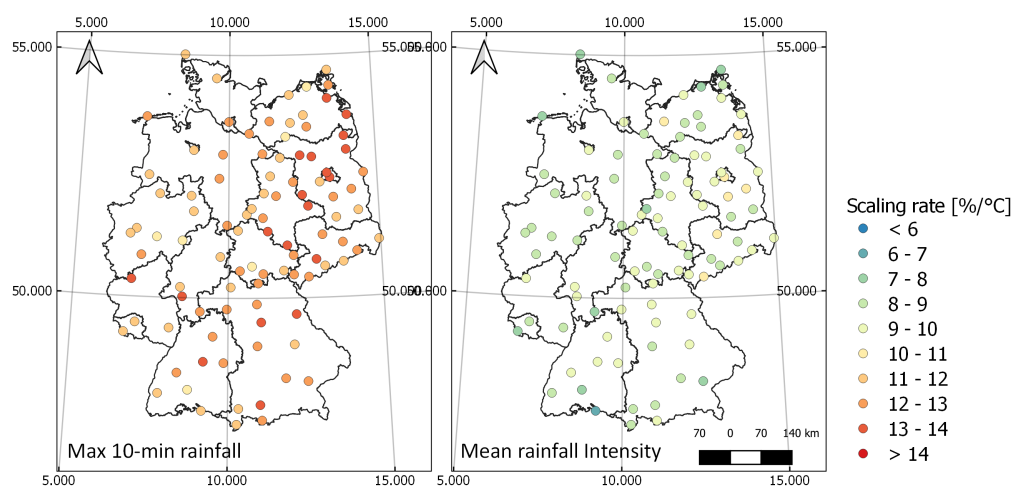 5.000 10.000 15.000 5.000 10.000 15.000
55.000 55.000 55.000 55.000
50.000 50.000 50.000 50.000
Max 10-min rainfall
Mean rainfall Intensity
70 0 70 140 km
5.000 10.000 15.000 5.000 10.000 15.000
Scaling rate [%/°C]
< 6
6 - 7
7 - 8
8 - 9
9 - 10
10 - 11
11 - 12
12 - 13
13 - 14
> 14